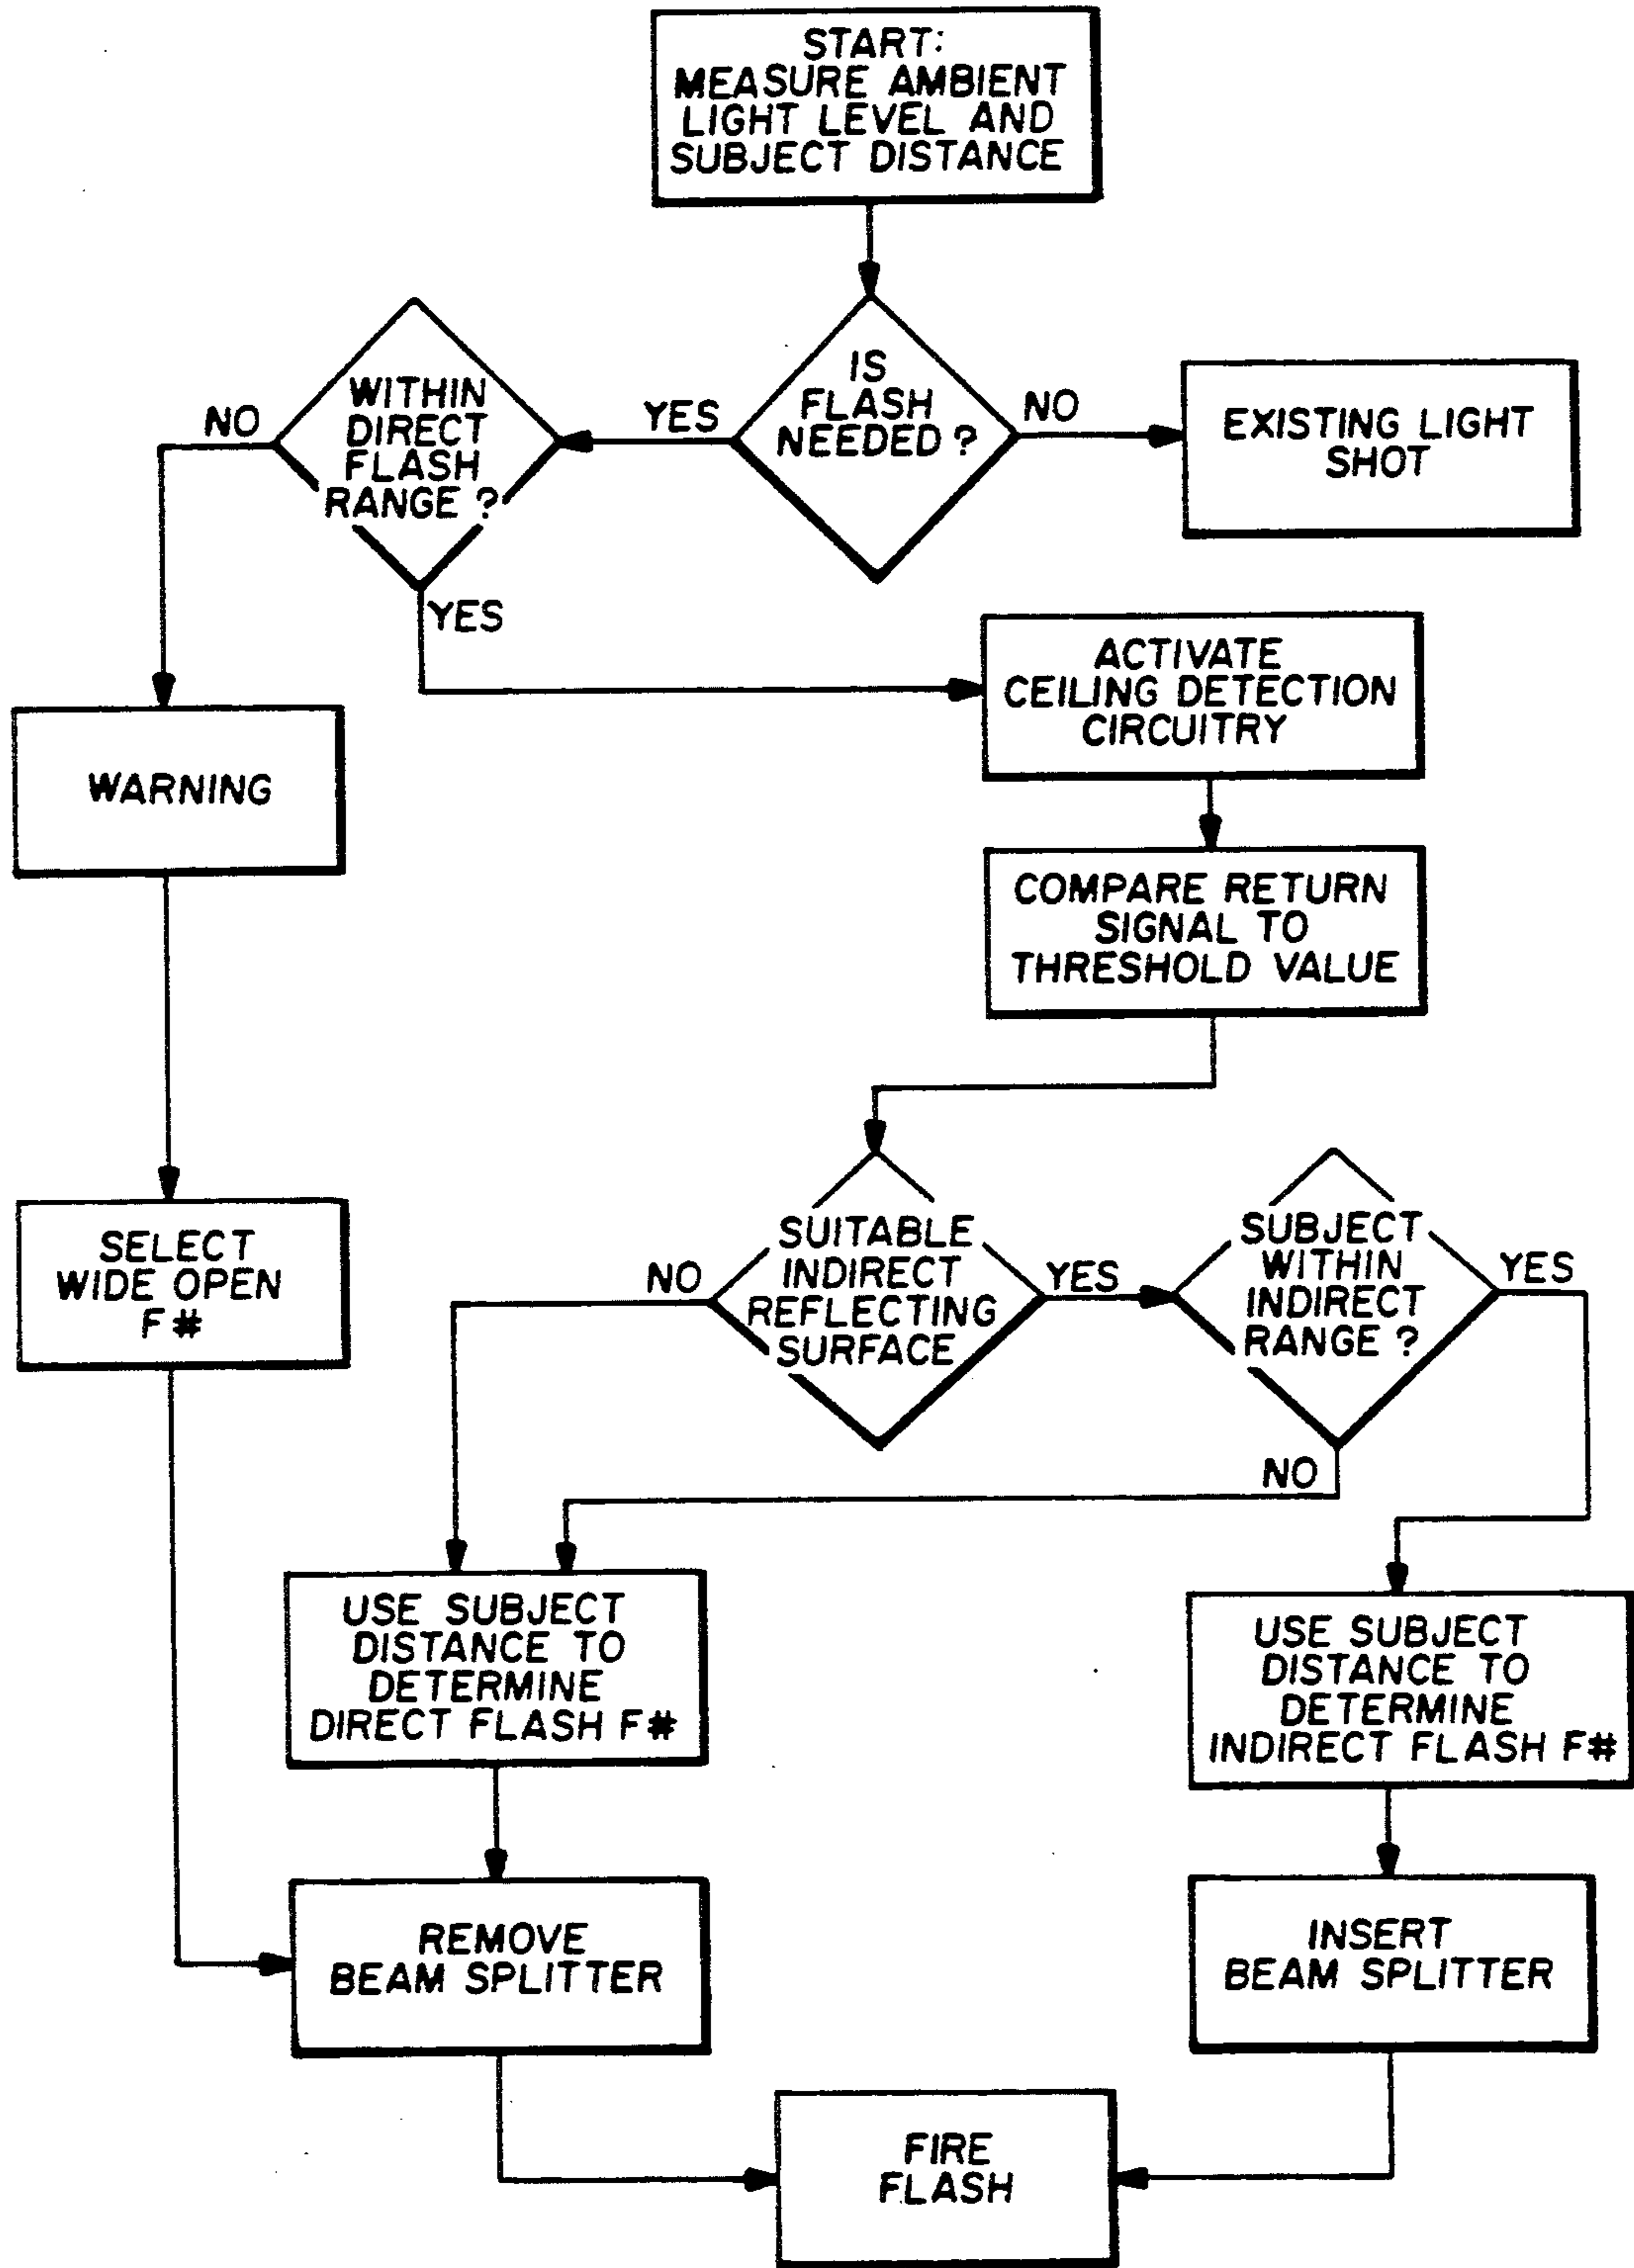 START:
MEASURE AMBIENT
LIGHT LEVEL AND
SUBJECT DISTANCE
IS
FLASH
NEEDED?
YES
NO
WITHIN
DIRECT
FLASH
RANGE?
NO
YES
EXISTING LIGHT
SHOT
ACTIVATE
CEILING DETECTION
CIRCUITRY
WARNING
COMPARE RETURN
SIGNAL TO
THRESHOLD VALUE
SELECT
WIDE OPEN
F#
SUITABLE
INDIRECT
REFLECTING
SURFACE
NO
YES
SUBJECT
WITHIN
INDIRECT
RANGE?
YES
NO
USE SUBJECT
DISTANCE TO
DETERMINE
DIRECT FLASH F#
USE SUBJECT
DISTANCE TO
DETERMINE
INDIRECT FLASH F#
REMOVE
BEAM SPLITTER
INSERT
BEAM SPLITTER
FIRE
FLASH